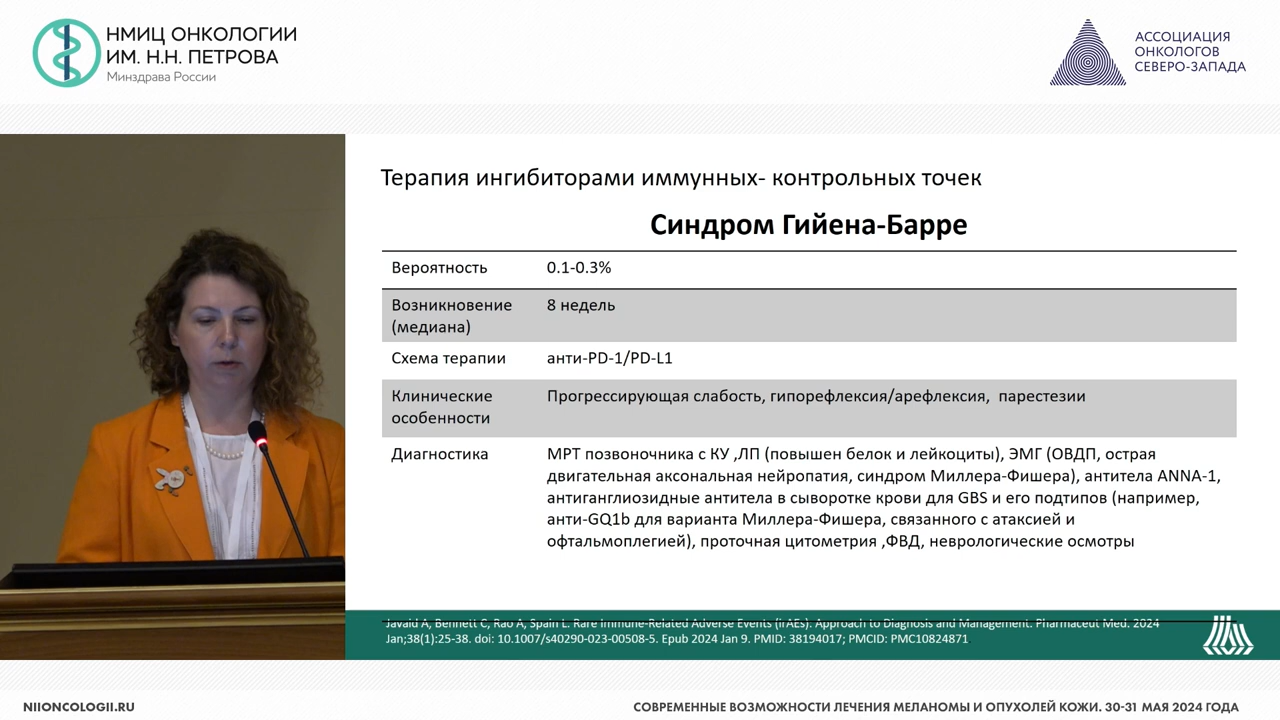 НМИЦ ОНКОЛОГИИ
ИМ. Н.Н. ПЕТРОВА
Минздрава России
АССОЦИАЦИЯ
ОНКОЛОГОВ
СЕВЕРО-ЗАПАДА
Терапия ингибиторами иммунных- контрольных точек
Синдром Гийена-Барре
Вероятность 0.1-0.3%
Возникновение 8 недель
(медиана)
Схема терапии анти-PD-1/PD-L1
Клинические Прогрессирующая слабость, гипорефлексия/арефлексия, парестезии
особенности
Диагностика МРТ позвоночника с КУ ,ЛП (повышен белок и лейкоциты), ЭМГ (ОВДП, острая
двигательная аксональная нейропатия, синдром Миллера-Фишера), антитела ANNA-1,
антиганглиозидные антитела в сыворотке крови для GBS и его подтипов (например,
анти-GQ1b для варианта Миллера-Фишера, связанного с атаксией и
офтальмоплегией), проточная цитометрия ,ФВД, неврологические осмотры
Javaid A, Bennett C, Rao A, Spain L. Rare Immune-Related Adverse Events (irAEs). Approach to Diagnosis and Management. Pharmaceut Med. 2024
Jan;38(1):25-38. doi: 10.1007/s40290-023-00508-5. Epub 2024 Jan 9. PMID: 38194017; PMCID: PMC10824871
NIIONCOLOGII.RU
СОВРЕМЕННЫЕ ВОЗМОЖНОСТИ ЛЕЧЕНИЯ МЕЛАНОМЫ И ОПУХОЛЕЙ КОЖИ. 30-31 МАЯ 2024 ГОДА